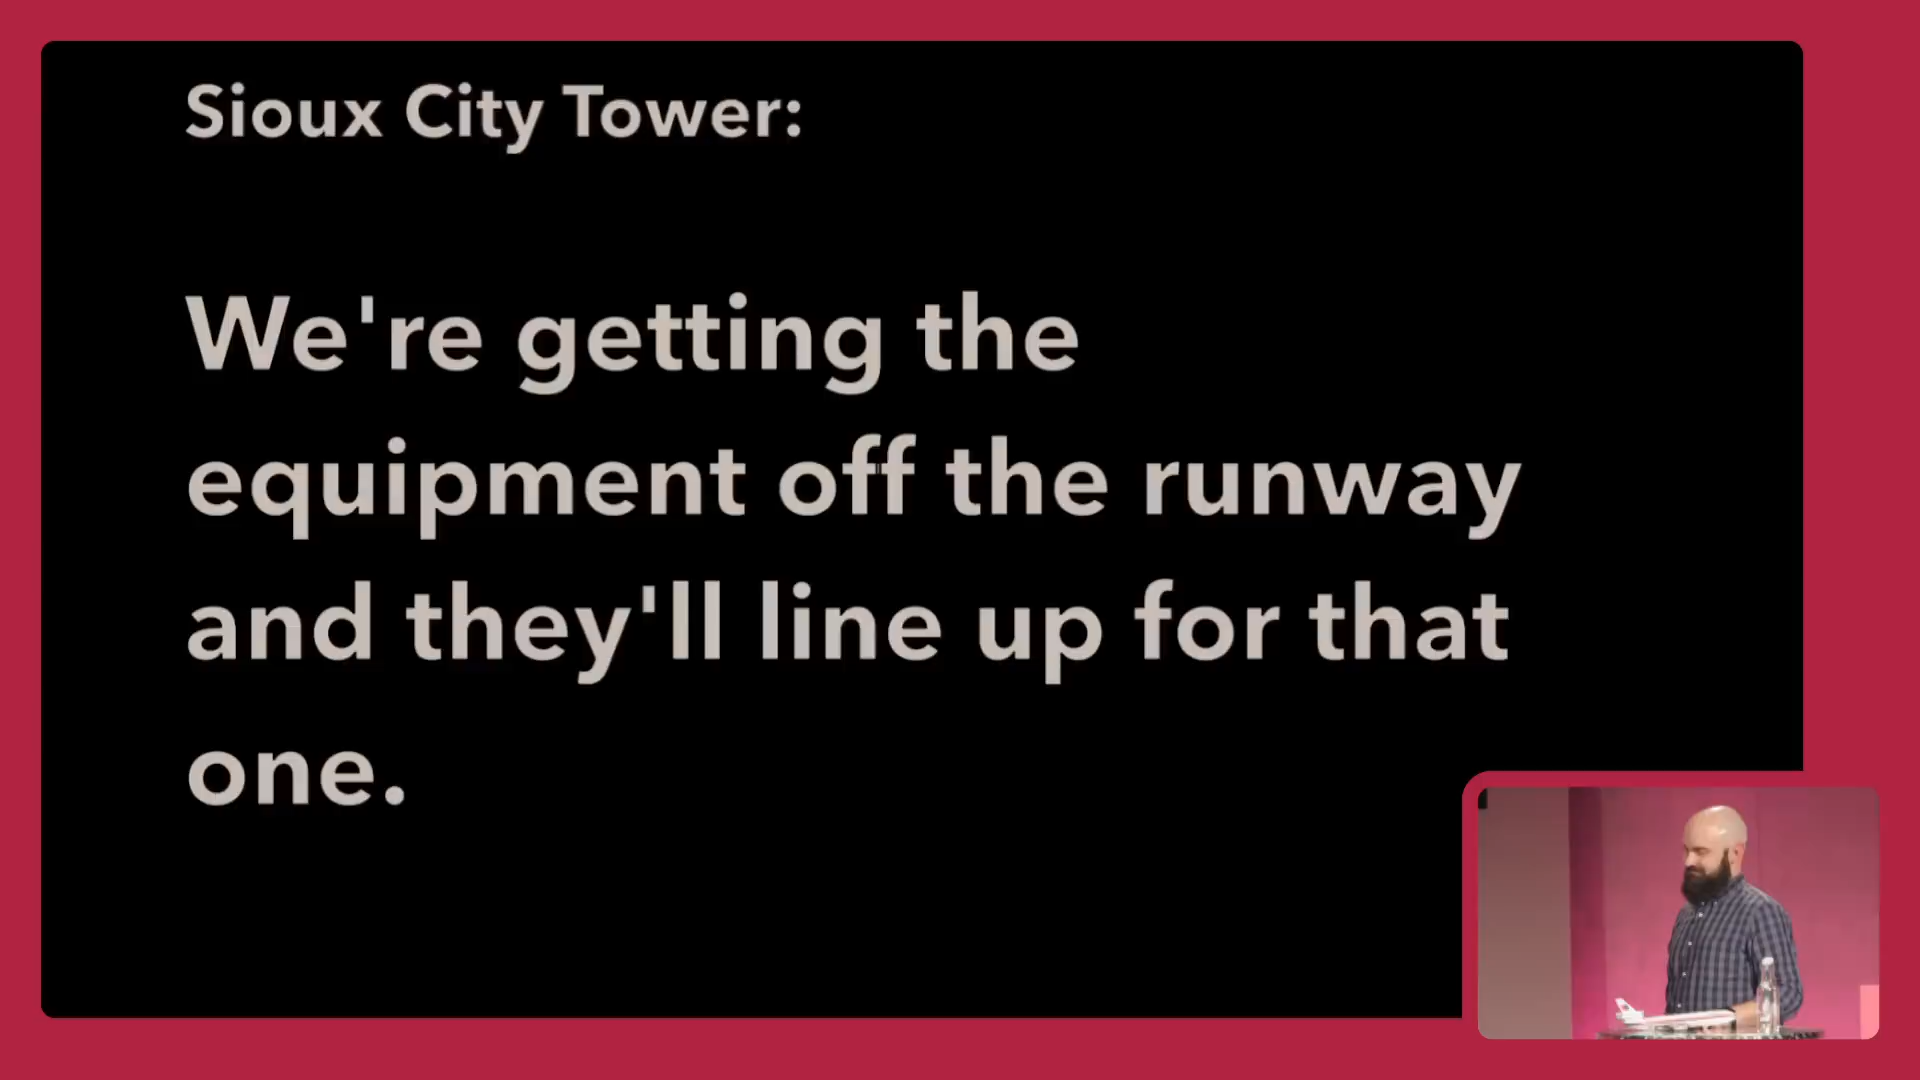 Sioux City Tower:
We're getting the
equipment off the runway
and they'll line up for that
one.